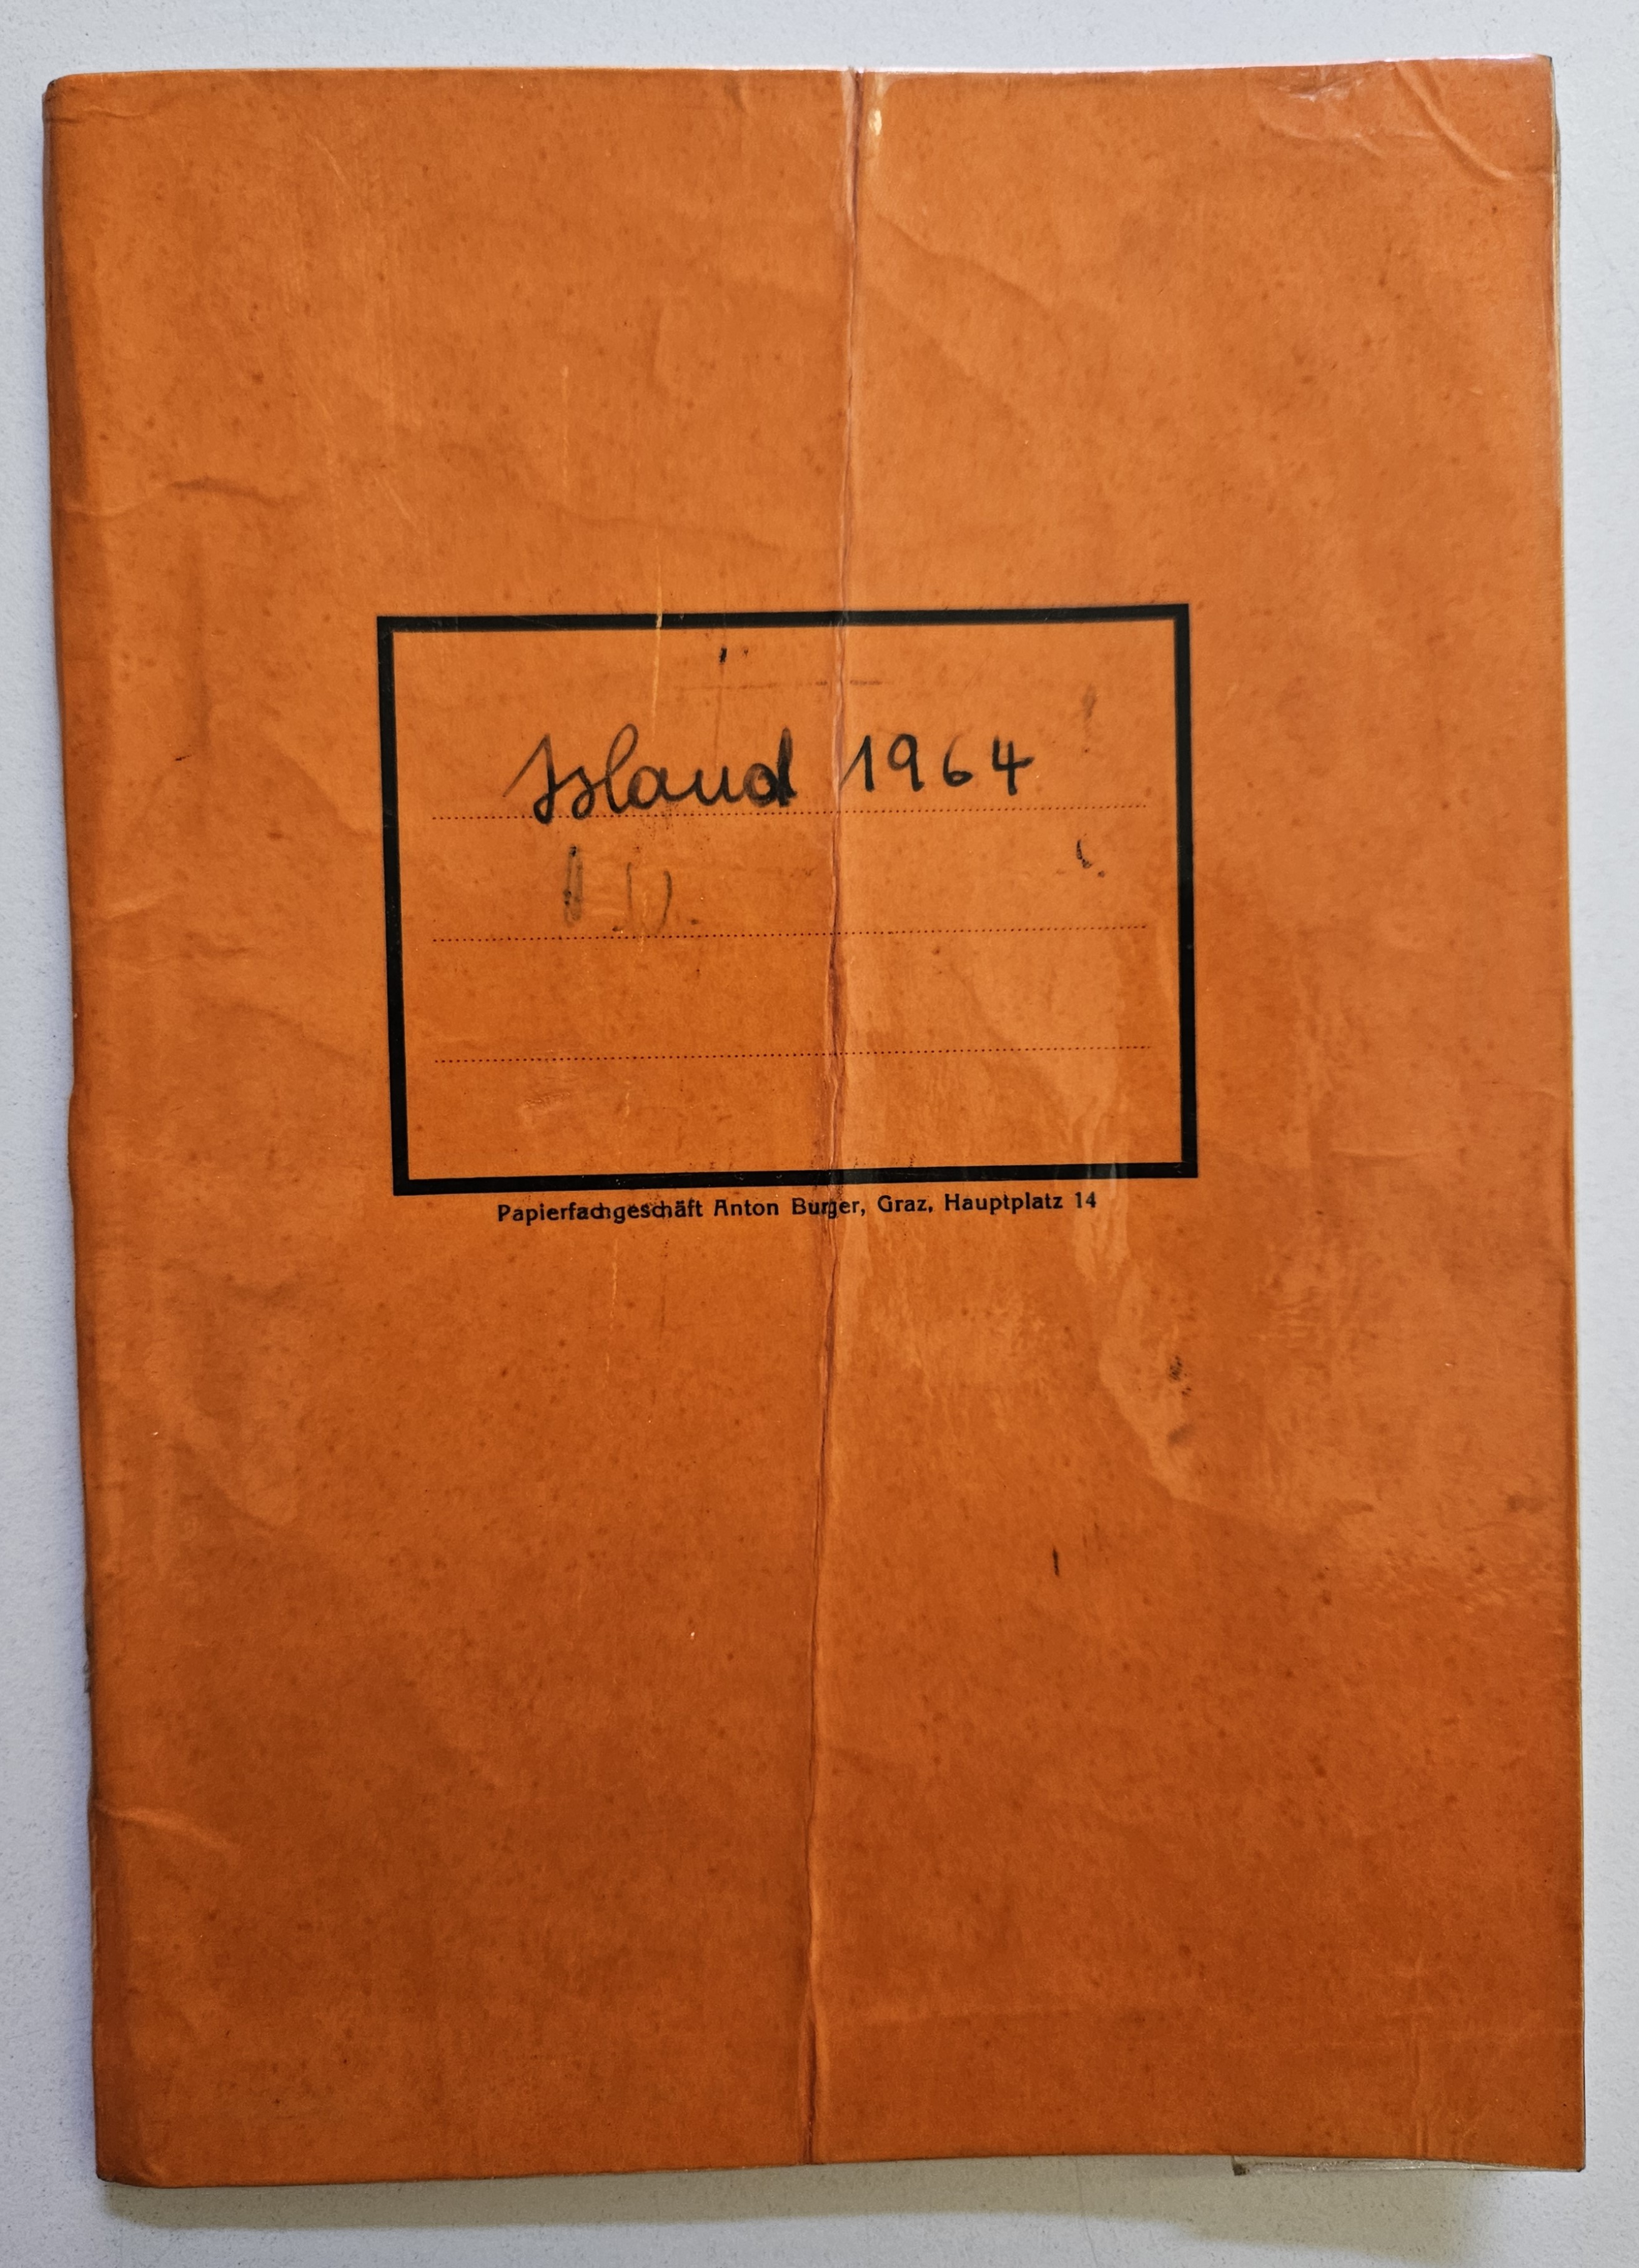 Island 1964
Papierfachgeschäft Anton Burger, Graz, Hauptplatz 14